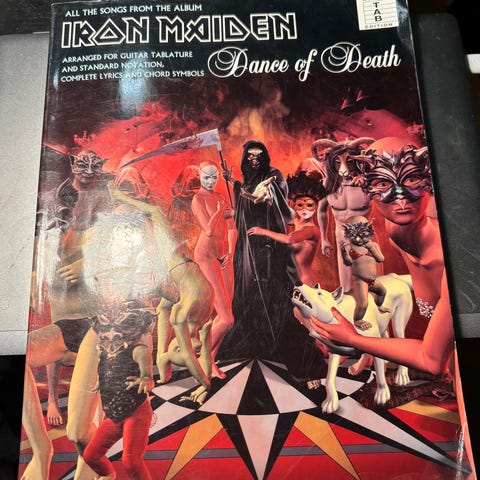 ALL THE SONGS FROM THE ALBUM
IRON MAIDEN
ARRANGED FOR GUITAR TABLATURE
AND STANDARD NOTATION,
COMPLETE LYRICS AND CHORD SYMBOLS
Dance of Death
TAB
EDITION